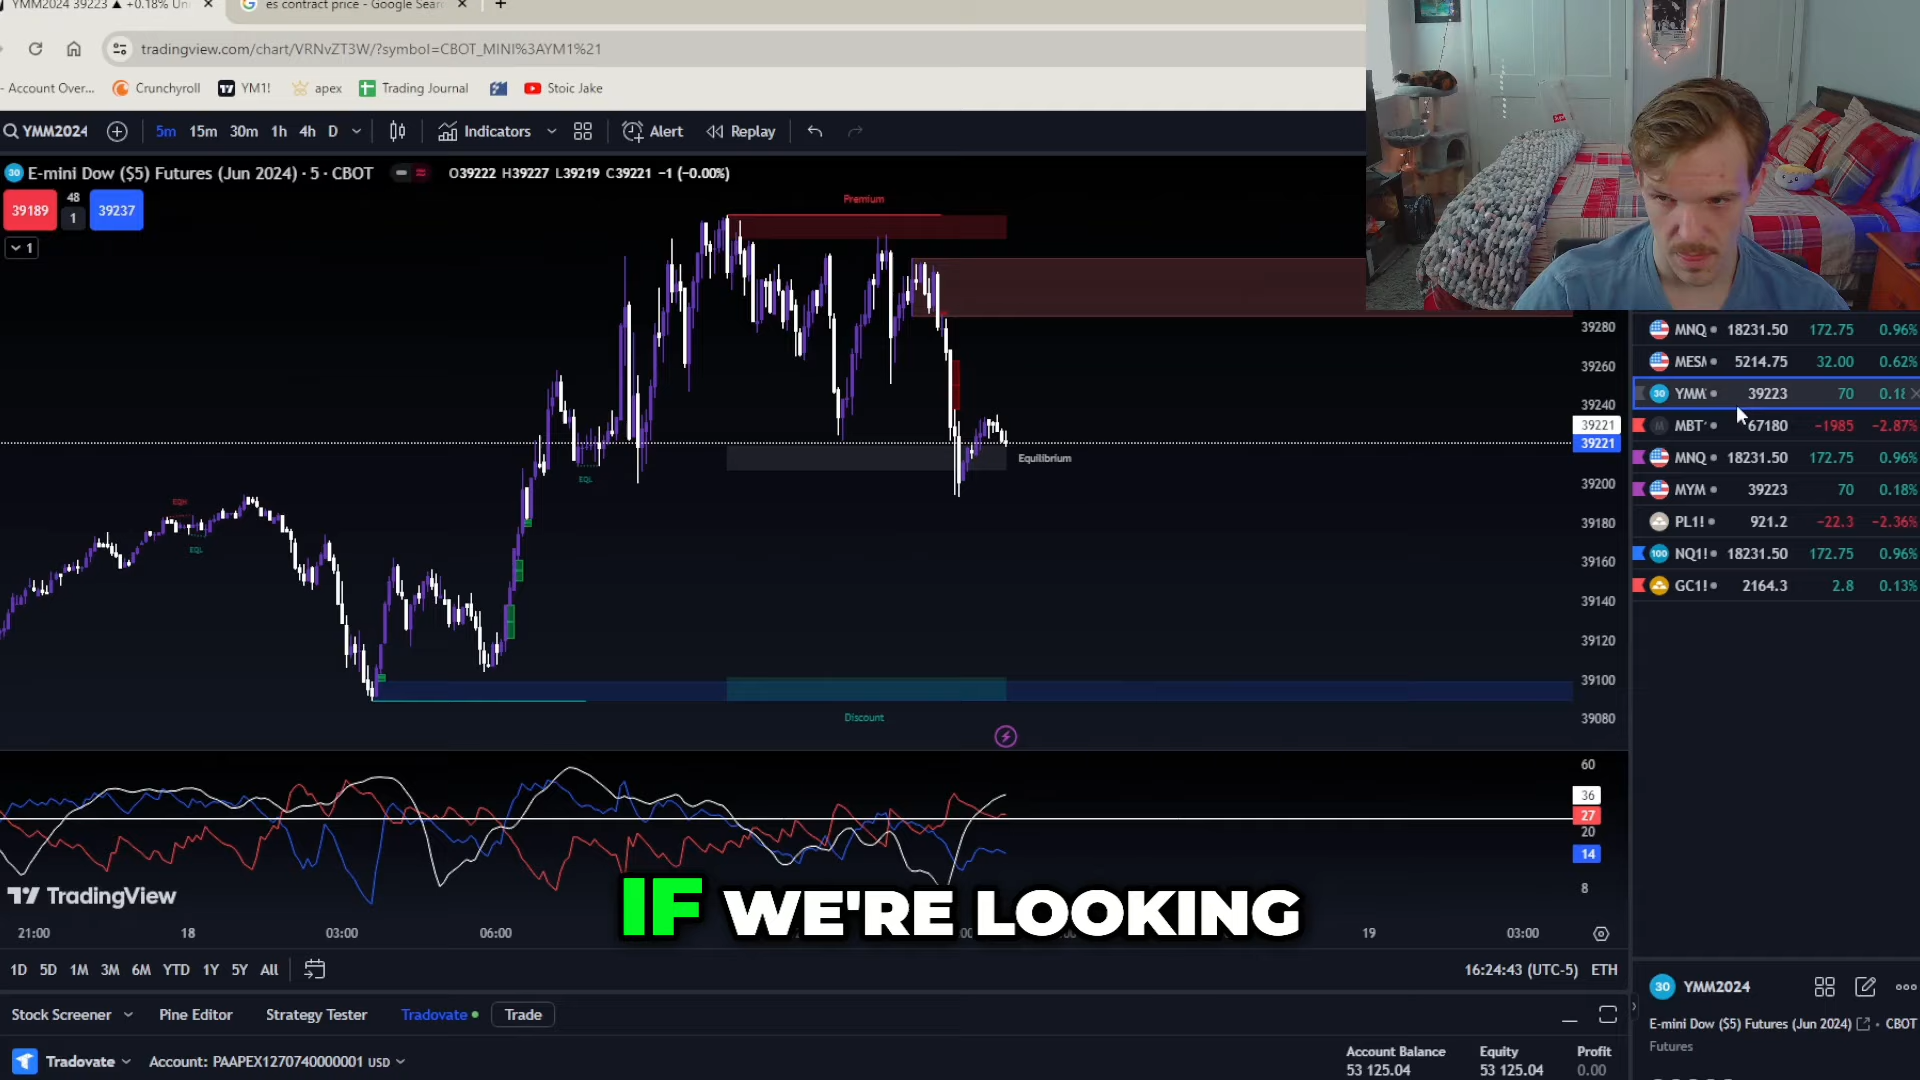 YMM2024 39223 ▲ +0.18% Un
es contract price - Google Sear
tradingview.com/chart/VRNvZT3W/?symbol=CBOT_MINI%3AYM1%21
- Account Over...
Crunchyroll
YM1!
apex
Trading Journal
Stoic Jake
YMM2024
5m 15m 30m 1h 4h D
Indicators
Alert
Replay
E-mini Dow ($5) Futures (Jun 2024) · 5 · CBOT
O39222 H39227 L39219 C39221 −1 (−0.00%)
39189
48
1
39237
1
Premium
EQH
EQL
EQL
Equilibrium
Discount
39280
39260
39240
39221
39221
39200
39180
39160
39140
39120
39100
39080
60
36
27
20
14
8
MNQ 18231.50 172.75 0.96%
MESM 5214.75 32.00 0.62%
YMM 39223 70 0.18
MBT 67180 −1985 −2.87%
MNQ 18231.50 172.75 0.96%
MYM 39223 70 0.18%
PL1! 921.2 −22.3 −2.36%
NQ1! 18231.50 172.75 0.96%
GC1! 2164.3 2.8 0.13%
TradingView
IF WE'RE LOOKING
21:00 18 03:00 06:00 19 03:00
1D 5D 1M 3M 6M YTD 1Y 5Y All
16:24:43 (UTC-5) ETH
Stock Screener
Pine Editor
Strategy Tester
Tradovate
Trade
Tradovate
Account: PAAPEX1270740000001 USD
Account Balance
53 125.04
Equity
53 125.04
Profit
0.00
YMM2024
E-mini Dow ($5) Futures (Jun 2024) • CBOT
Futures